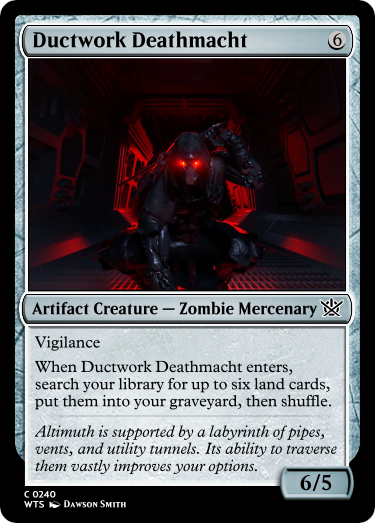 Ductwork Deathmacht 6
Artifact Creature — Zombie Mercenary
Vigilance
When Ductwork Deathmacht enters,
search your library for up to six land cards,
put them into your graveyard, then shuffle.
Altimuth is supported by a labyrinth of pipes,
vents, and utility tunnels. Its ability to traverse
them vastly improves your options.
6/5
C 0240
WTS Dawson Smith